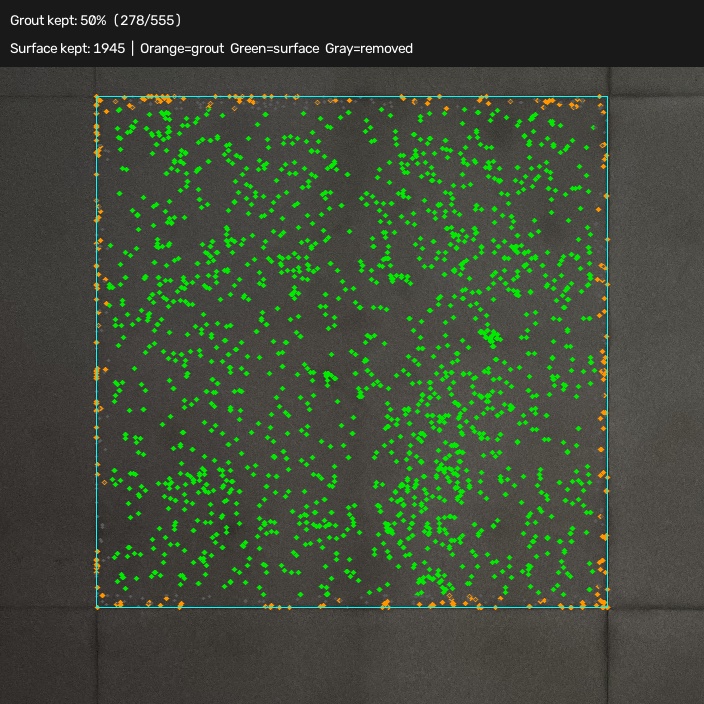 Grout kept: 50% (278/555)
Surface kept: 1945 | Orange=grout Green=surface Gray=removed